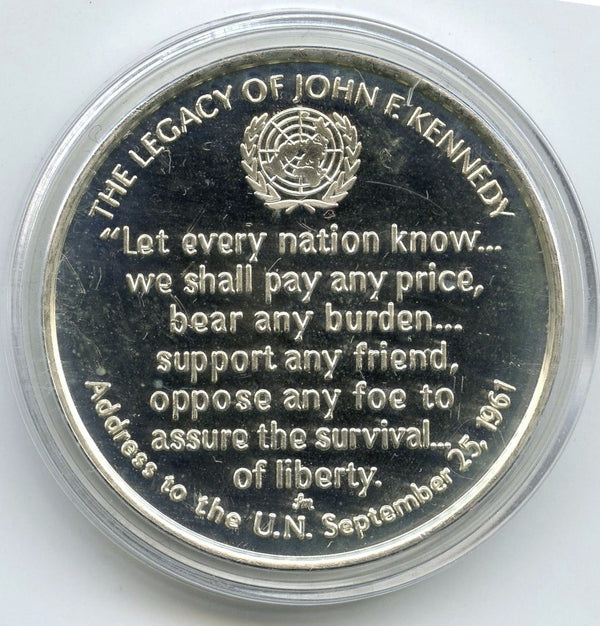 THE LEGACY OF JOHN F. KENNEDY
"Let every nation know...
we shall pay any price,
bear any burden...
support any friend,
oppose any foe to
assure the survival...
of liberty.
Address to the U.N. September 25, 1961